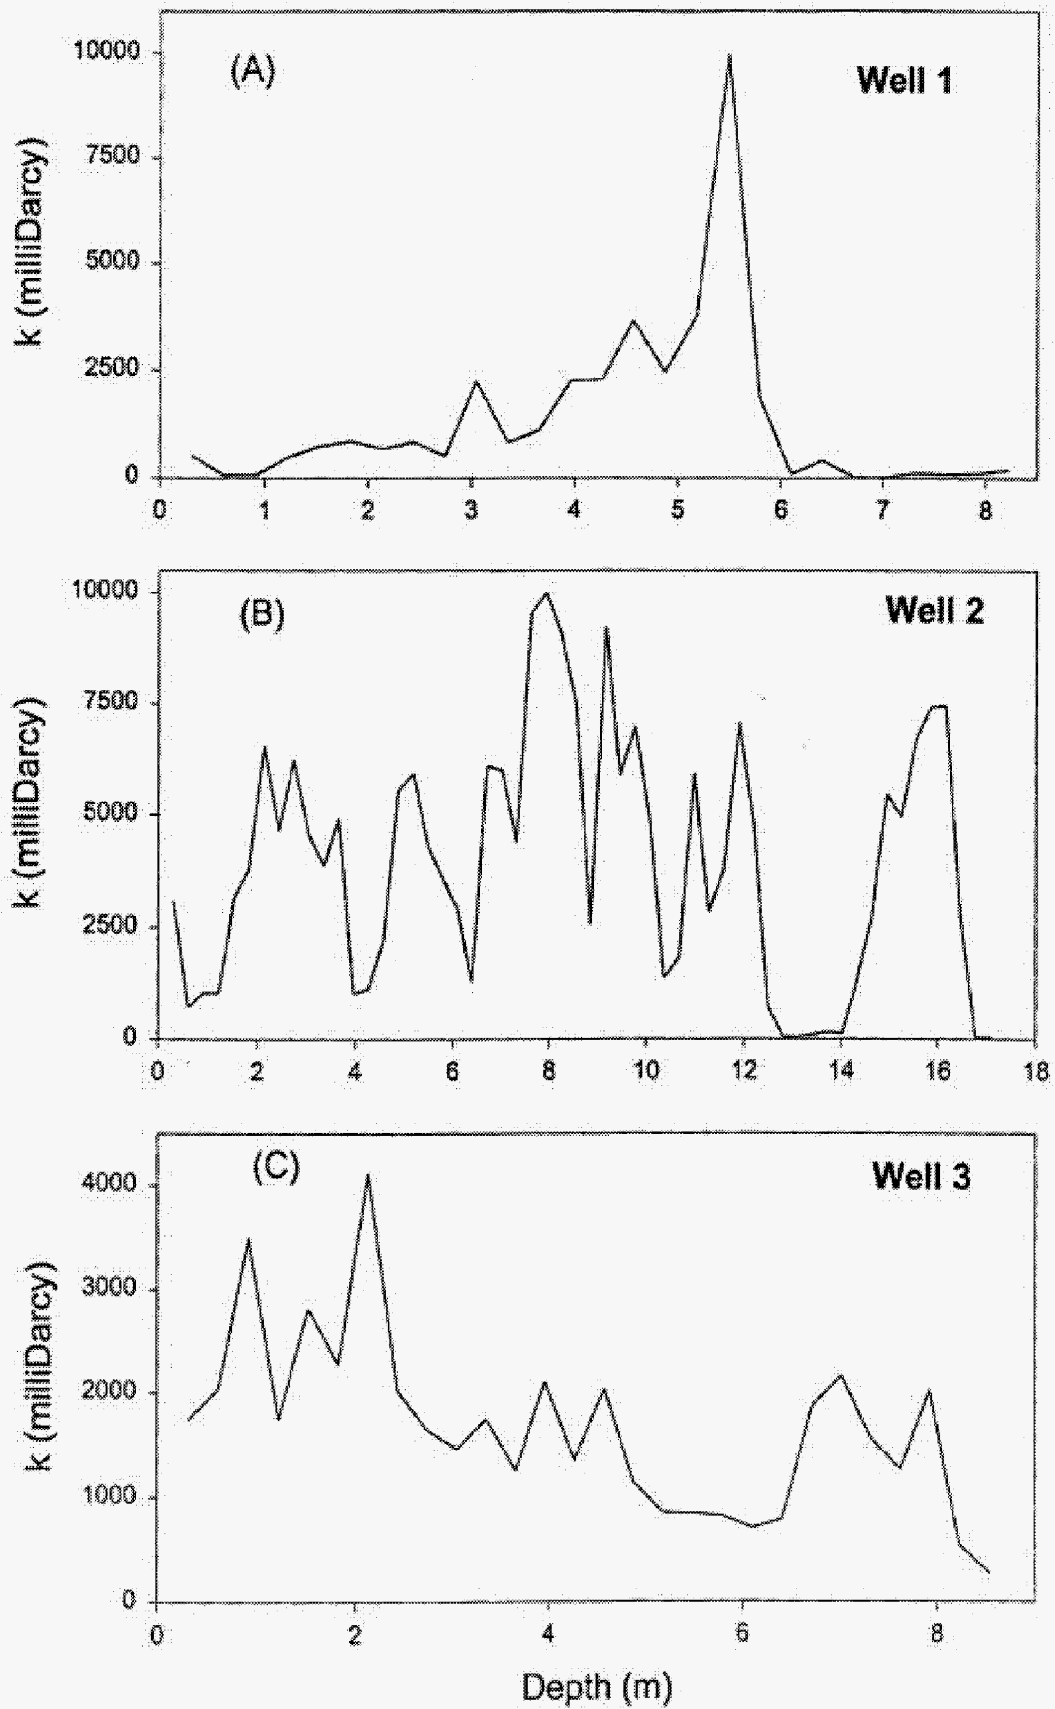 (A)
Well 1
k (milliDarcy)
10000
7500
5000
2500
0
0 1 2 3 4 5 6 7 8
(B)
Well 2
k (milliDarcy)
10000
7500
5000
2500
0
0 2 4 6 8 10 12 14 16 18
(C)
Well 3
k (milliDarcy)
4000
3000
2000
1000
0
0 2 4 6 8
Depth (m)